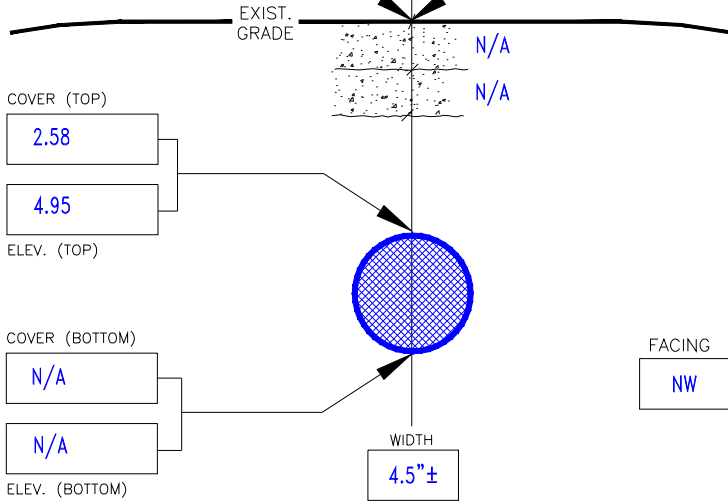 EXIST.
GRADE
N/A
N/A
COVER (TOP)
2.58
4.95
ELEV. (TOP)
COVER (BOTTOM)
N/A
N/A
ELEV. (BOTTOM)
WIDTH
4.5"±
FACING
NW